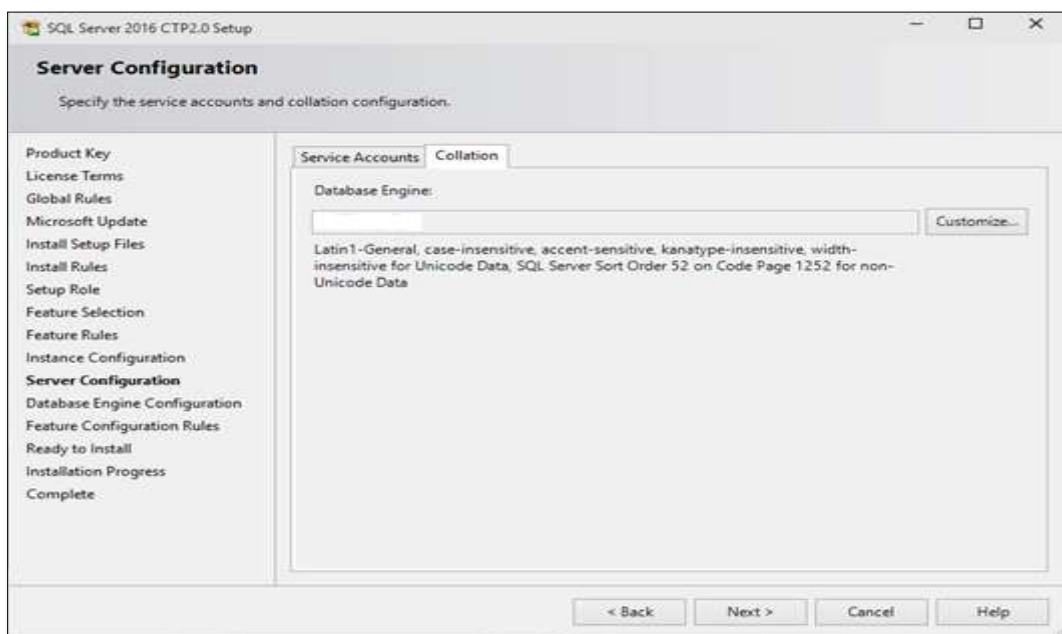 SQL Server 2016 CTP2.0 Setup
Server Configuration
Specify the service accounts and collation configuration.
Product Key
License Terms
Global Rules
Microsoft Update
Install Setup Files
Install Rules
Setup Role
Feature Selection
Feature Rules
Instance Configuration
Server Configuration
Database Engine Configuration
Feature Configuration Rules
Ready to Install
Installation Progress
Complete
Service Accounts
Collation
Database Engine:
Customize...
Latin1-General, case-insensitive, accent-sensitive, kanatype-insensitive, width-
insensitive for Unicode Data, SQL Server Sort Order 52 on Code Page 1252 for non-
Unicode Data
< Back
Next >
Cancel
Help